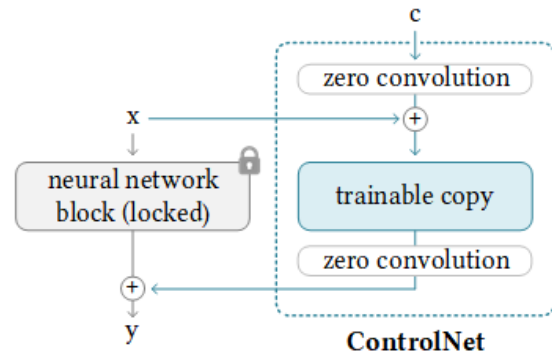 c
zero convolution
+
x
neural network
block (locked)
trainable copy
zero convolution
+
y
ControlNet